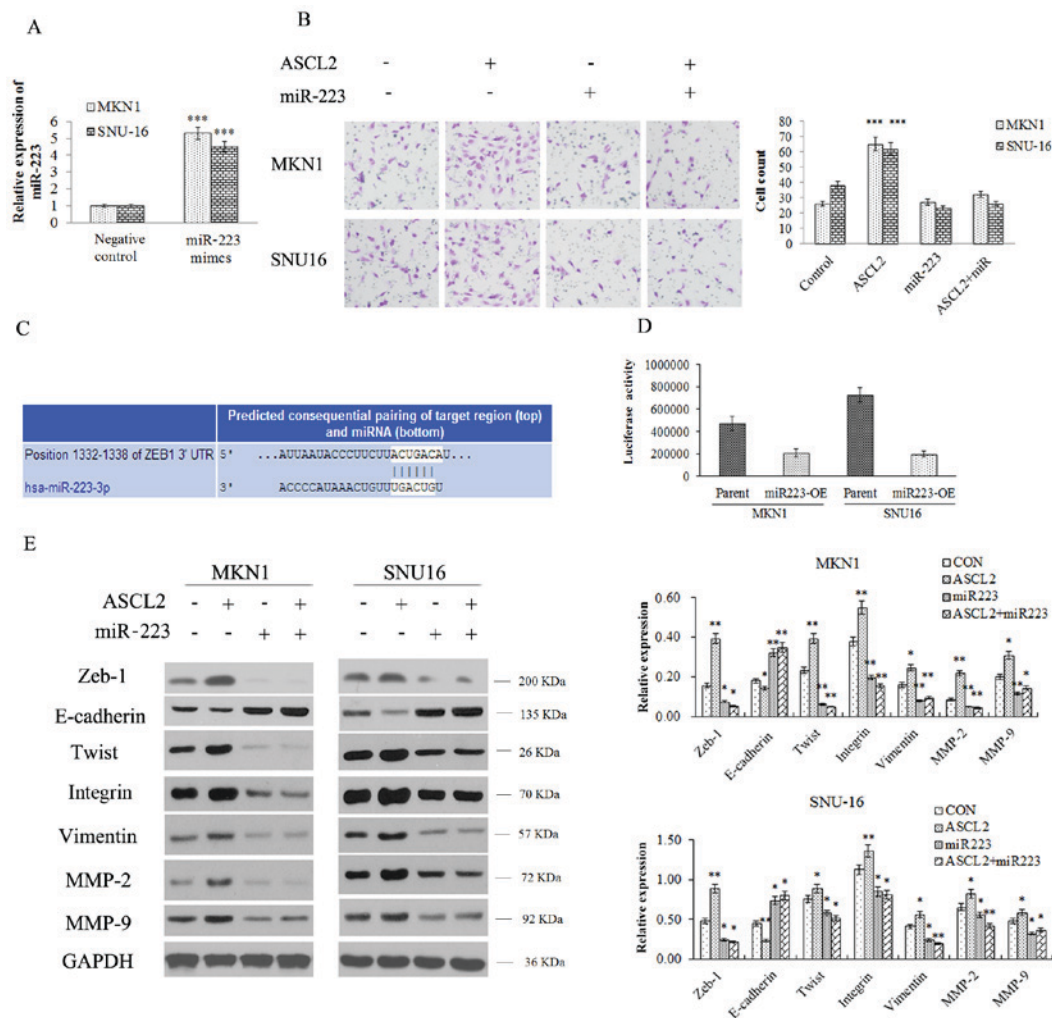 A
Relative expression of
miR-223
6
5
4
3
2
1
0
MKN1
SNU-16
***
***
Negative
control
miR-223
mimes
B
ASCL2 - + - +
miR-223 - - + +
MKN1
SNU16
Cell count
80
70
60
50
40
30
20
10
0
*** ***
MKN1
SNU-16
Control
ASCL2
miR-223
ASCL2+miR
C
Predicted consequential pairing of target region (top)
and miRNA (bottom)
Position 1332-1338 of ZEB1 3' UTR 5' ...AUUAAUACCCUUCUUACUGACAU...
hsa-miR-223-3p 3' ACCCCAUAAACUGUUUGACUGU
D
Luciferase activity
1000000
800000
600000
400000
200000
0
Parent miR223-OE Parent miR223-OE
MKN1 SNU16
E
MKN1 SNU16
ASCL2 - + - + - + - +
miR-223 - - + + - - + +
Zeb-1 200 KDa
E-cadherin 135 KDa
Twist 26 KDa
Integrin 70 KDa
Vimentin 57 KDa
MMP-2 72 KDa
MMP-9 92 KDa
GAPDH 36 KDa
MKN1
Relative expression
0.60
0.40
0.20
0.00
CON
ASCL2
miR223
ASCL2+miR223
** * * * ** ** ** ** ** ** ** ** * ** ** ** ** ** * ** *
Zeb-1
E-cadherin
Twist
Integrin
Vimentin
MMP-2
MMP-9
SNU-16
Relative expression
1.50
1.00
0.50
0.00
CON
ASCL2
miR223
ASCL2+miR223
** * * ** * * * * * ** * * * * ** * * ** * * *
Zeb-1
E-cadherin
Twist
Integrin
Vimentin
MMP-2
MMP-9